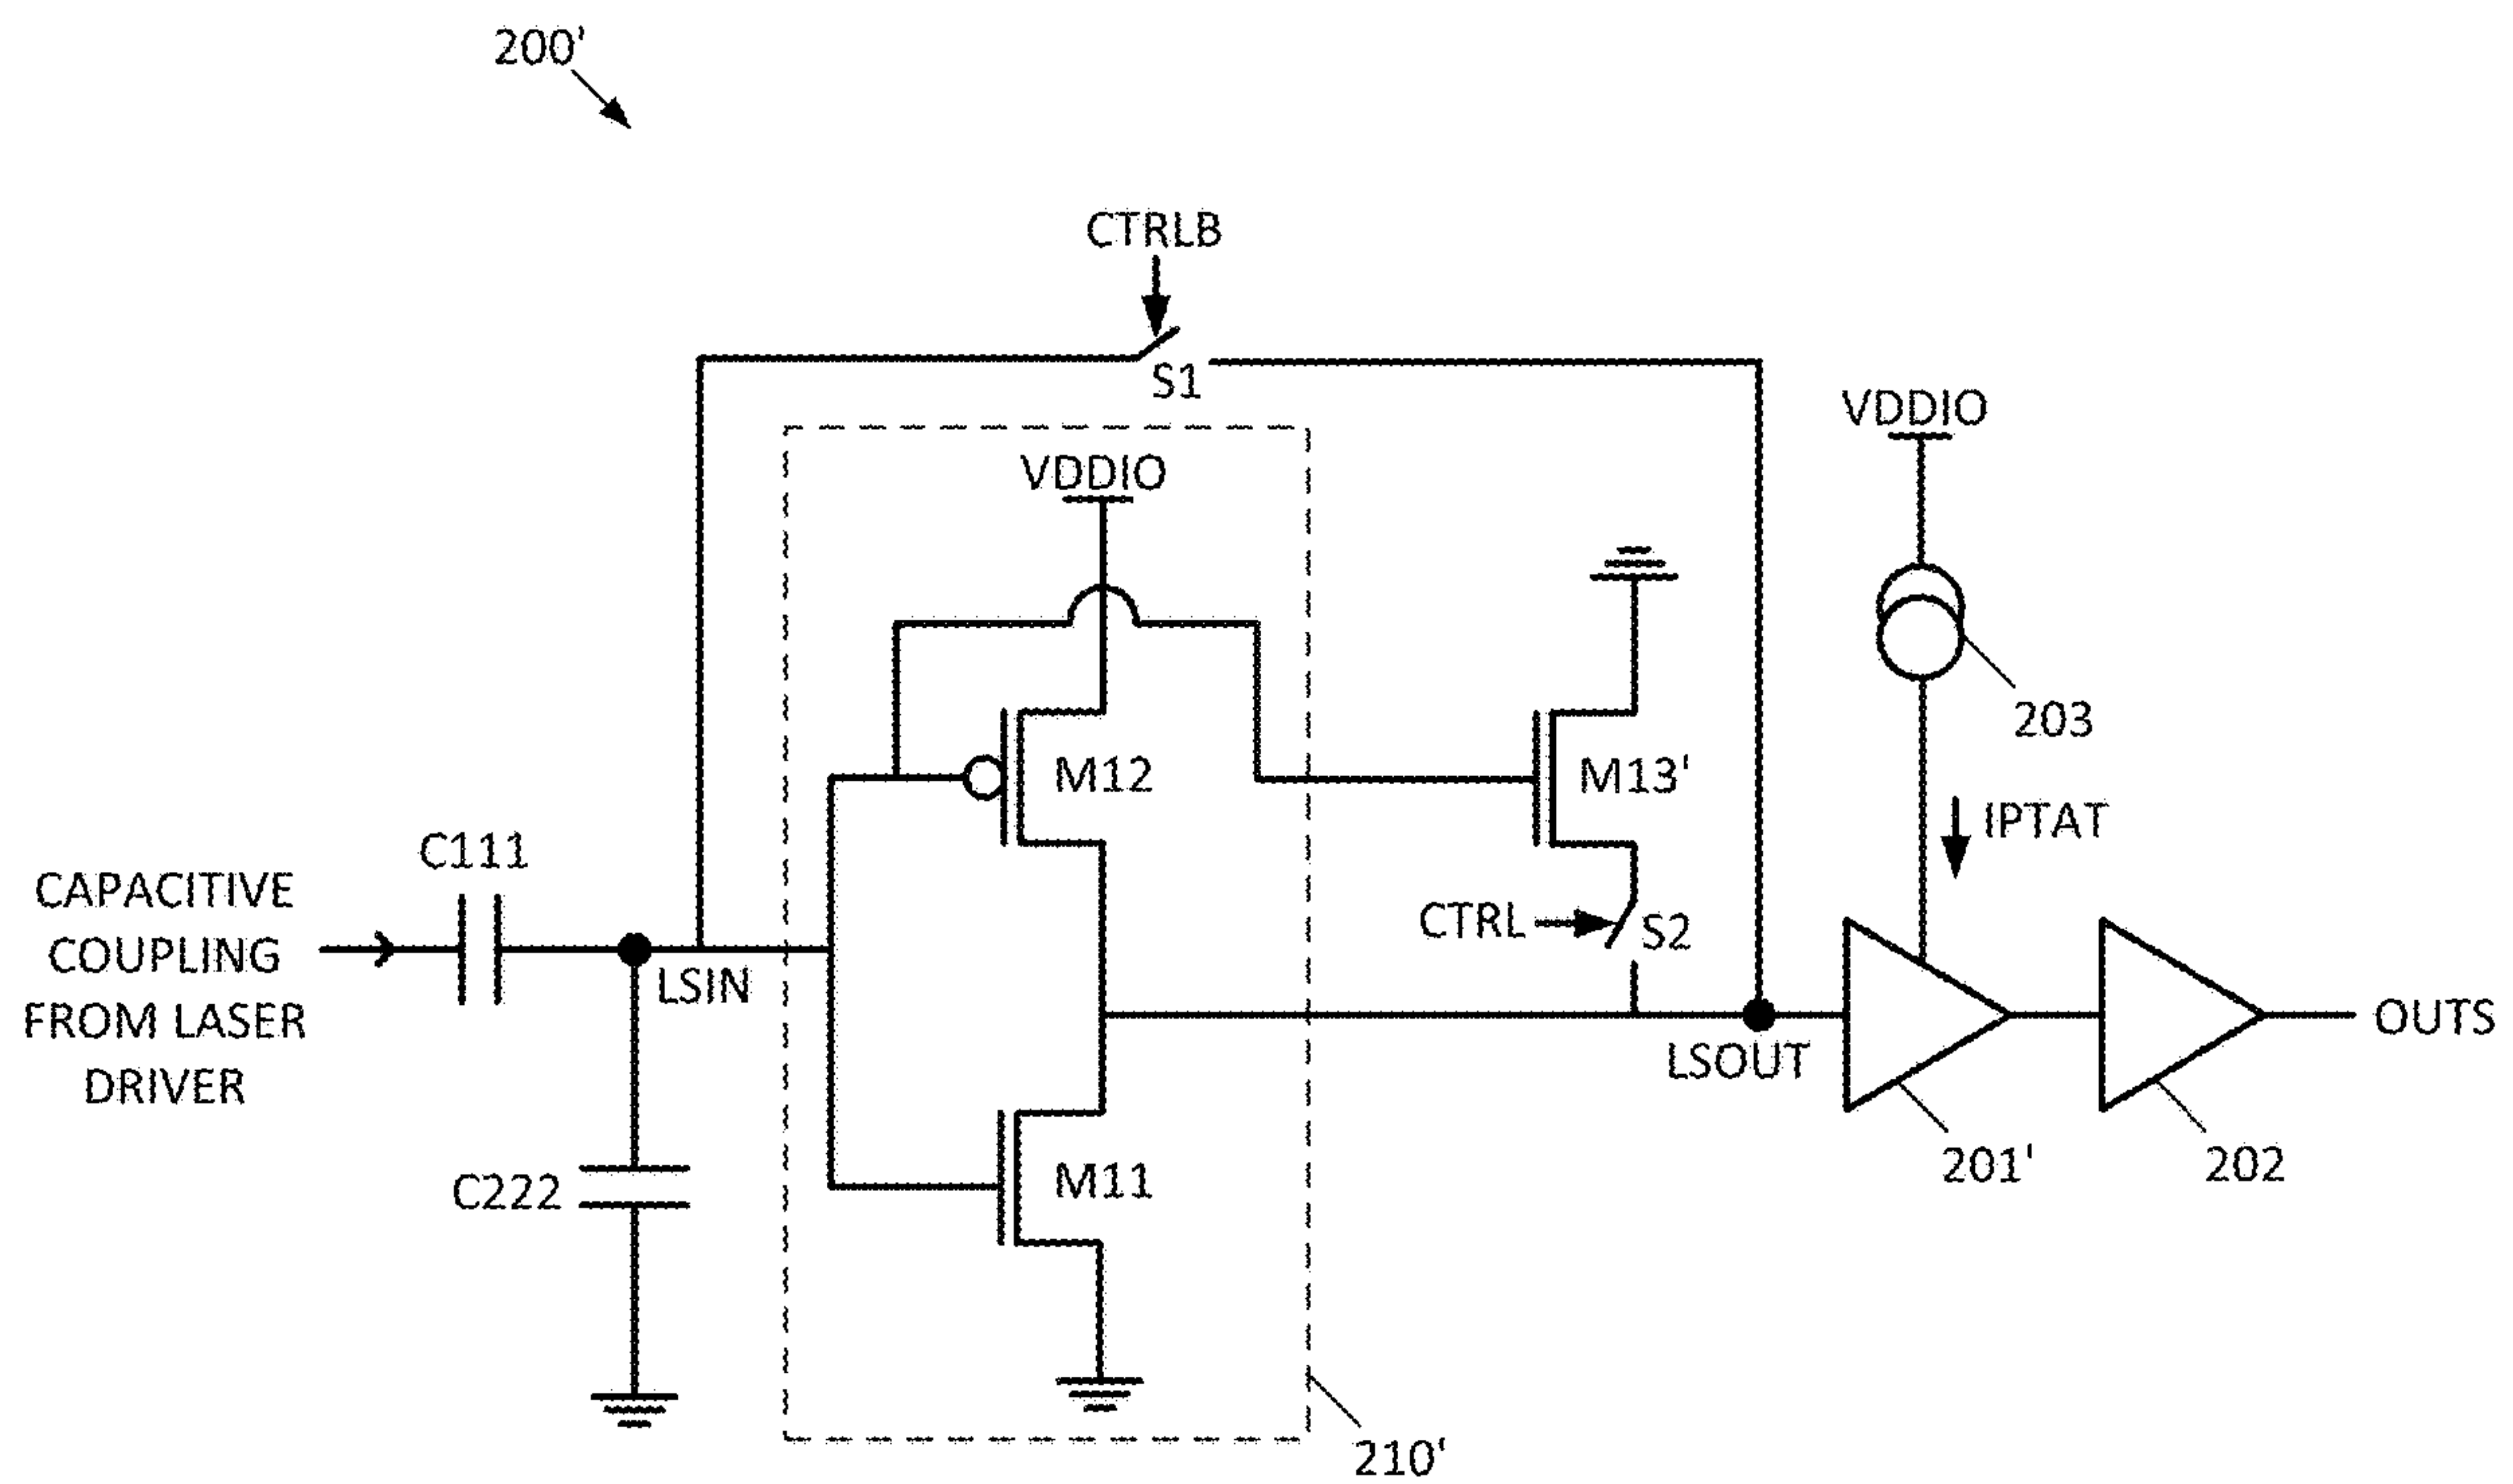 200'
CTRLB
S1
VDDIO
VDDIO
203
M12
M13'
IPTAT
C111
CAPACITIVE
COUPLING
FROM LASER
DRIVER
CTRL
S2
LSIN
OUTS
LSOUT
C222
M11
201'
202
210'